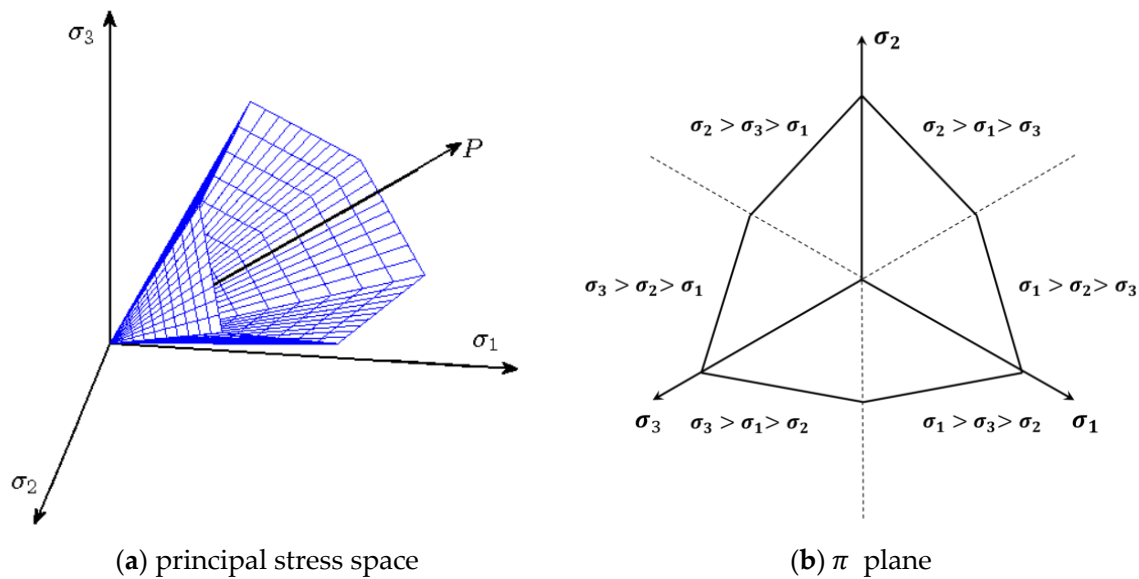 σ₃
P
σ₁
σ₂
(a) principal stress space
σ₂
σ₂ > σ₃ > σ₁
σ₂ > σ₁ > σ₃
σ₃ > σ₂ > σ₁
σ₁ > σ₂ > σ₃
σ₃
σ₃ > σ₁ > σ₂
σ₁ > σ₃ > σ₂
σ₁
(b) π plane